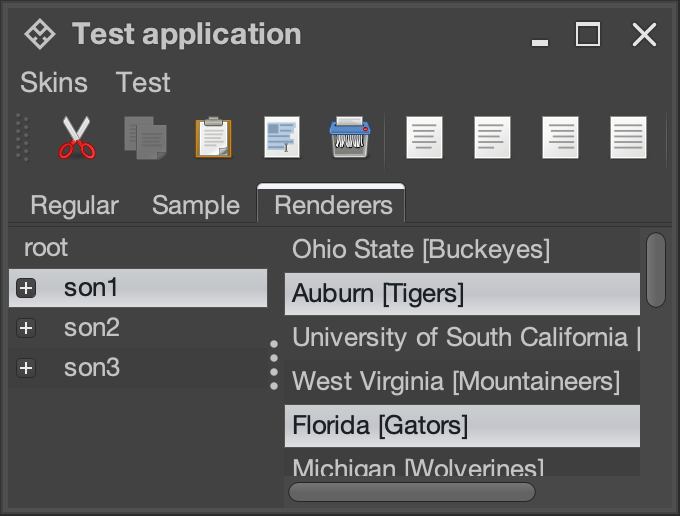 Test application
Skins Test
Regular Sample Renderers
root
son1
son2
son3
Ohio State [Buckeyes]
Auburn [Tigers]
University of South California [
West Virginia [Mountaineers]
Florida [Gators]
Michigan [Wolverines]